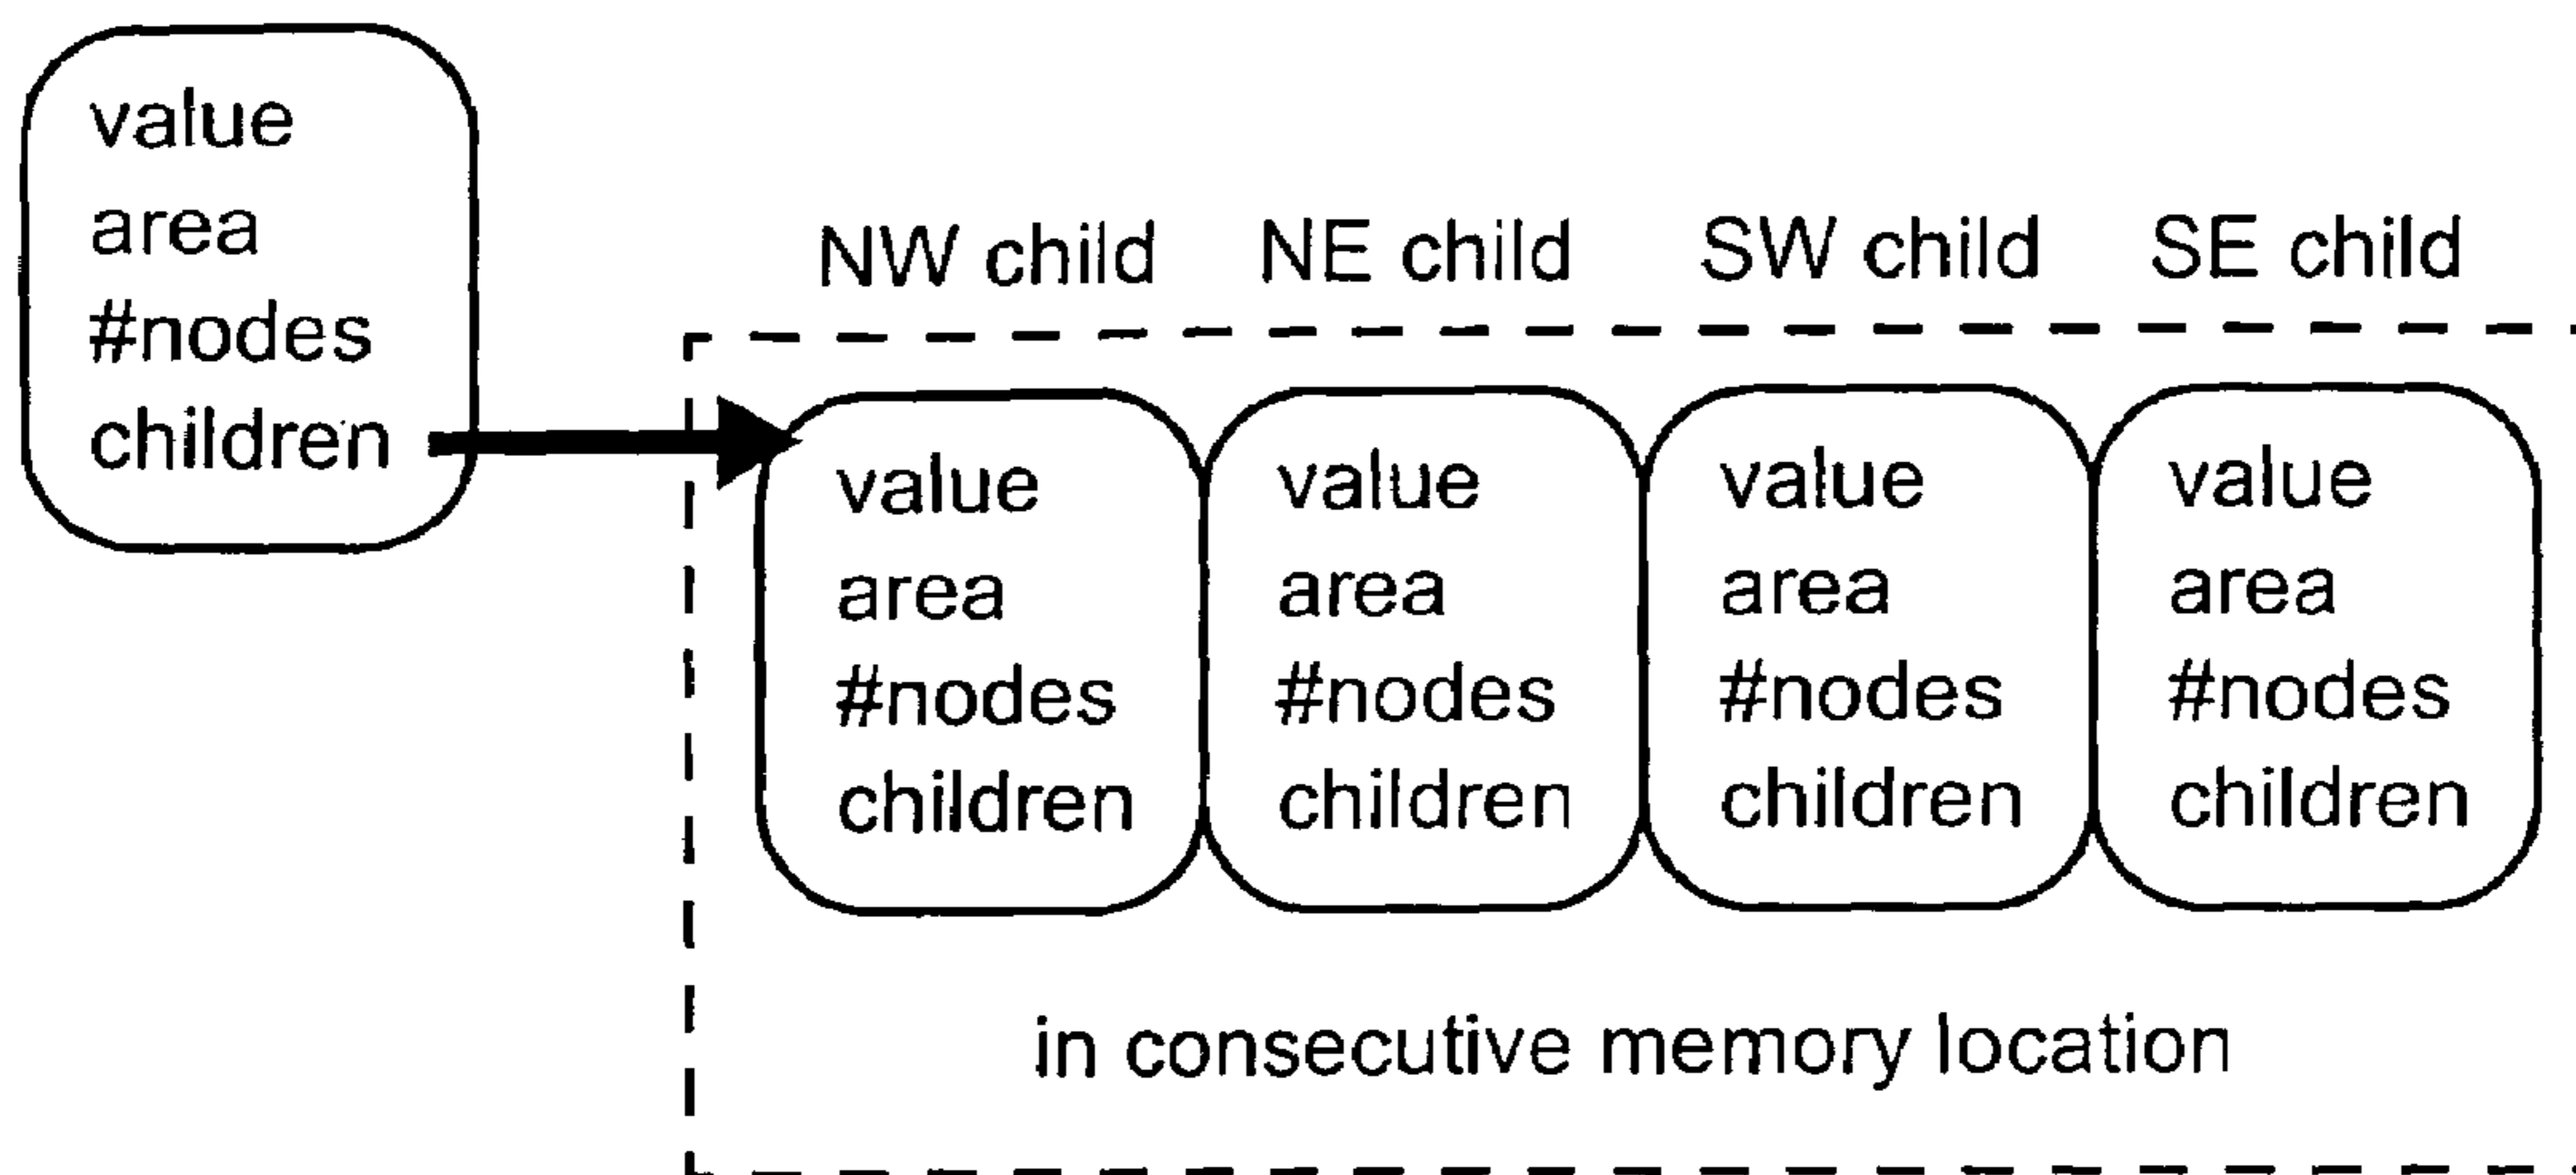 value
area
#nodes
children
NW child NE child SW child SE child
value value value value
area area area area
#nodes #nodes #nodes #nodes
children children children children
in consecutive memory location